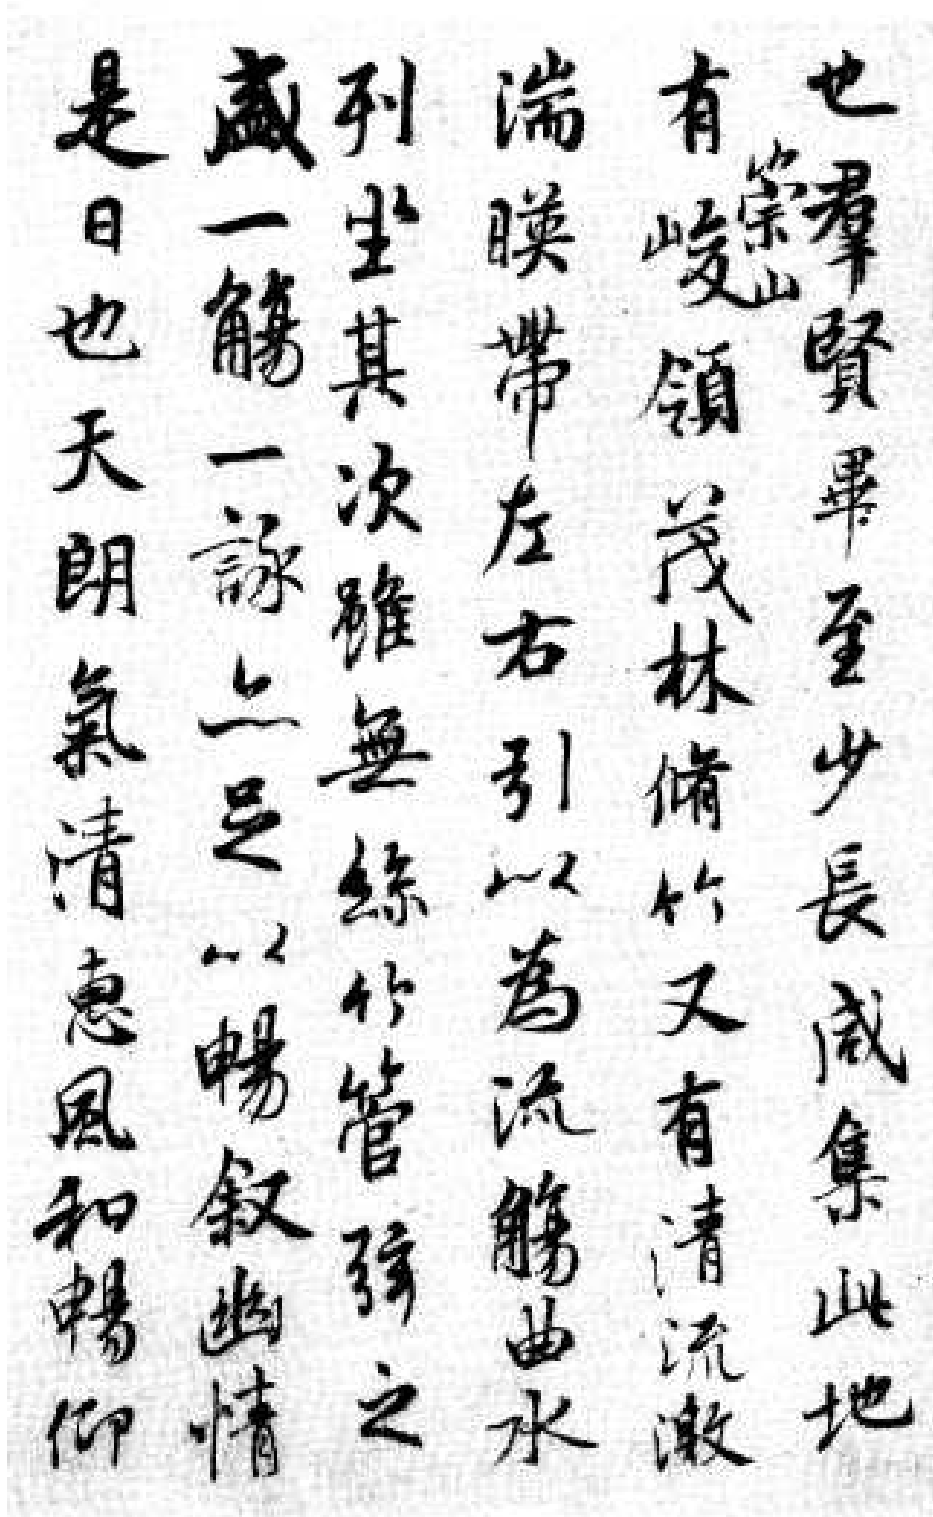 也羣賢畢至少長咸集此地
有崇山峻領茂林脩竹又有清流激
湍暎帶左右引以為流觴曲水
列坐其次雖無絲竹管弦之
盛一觴一詠亦足以暢叙幽情
是日也天朗氣清惠風和暢仰